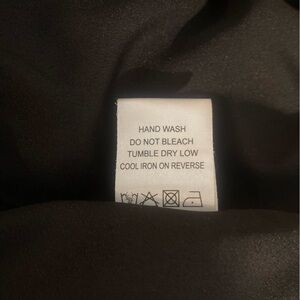 HAND WASH
DO NOT BLEACH
TUMBLE DRY LOW
COOL IRON ON REVERSE